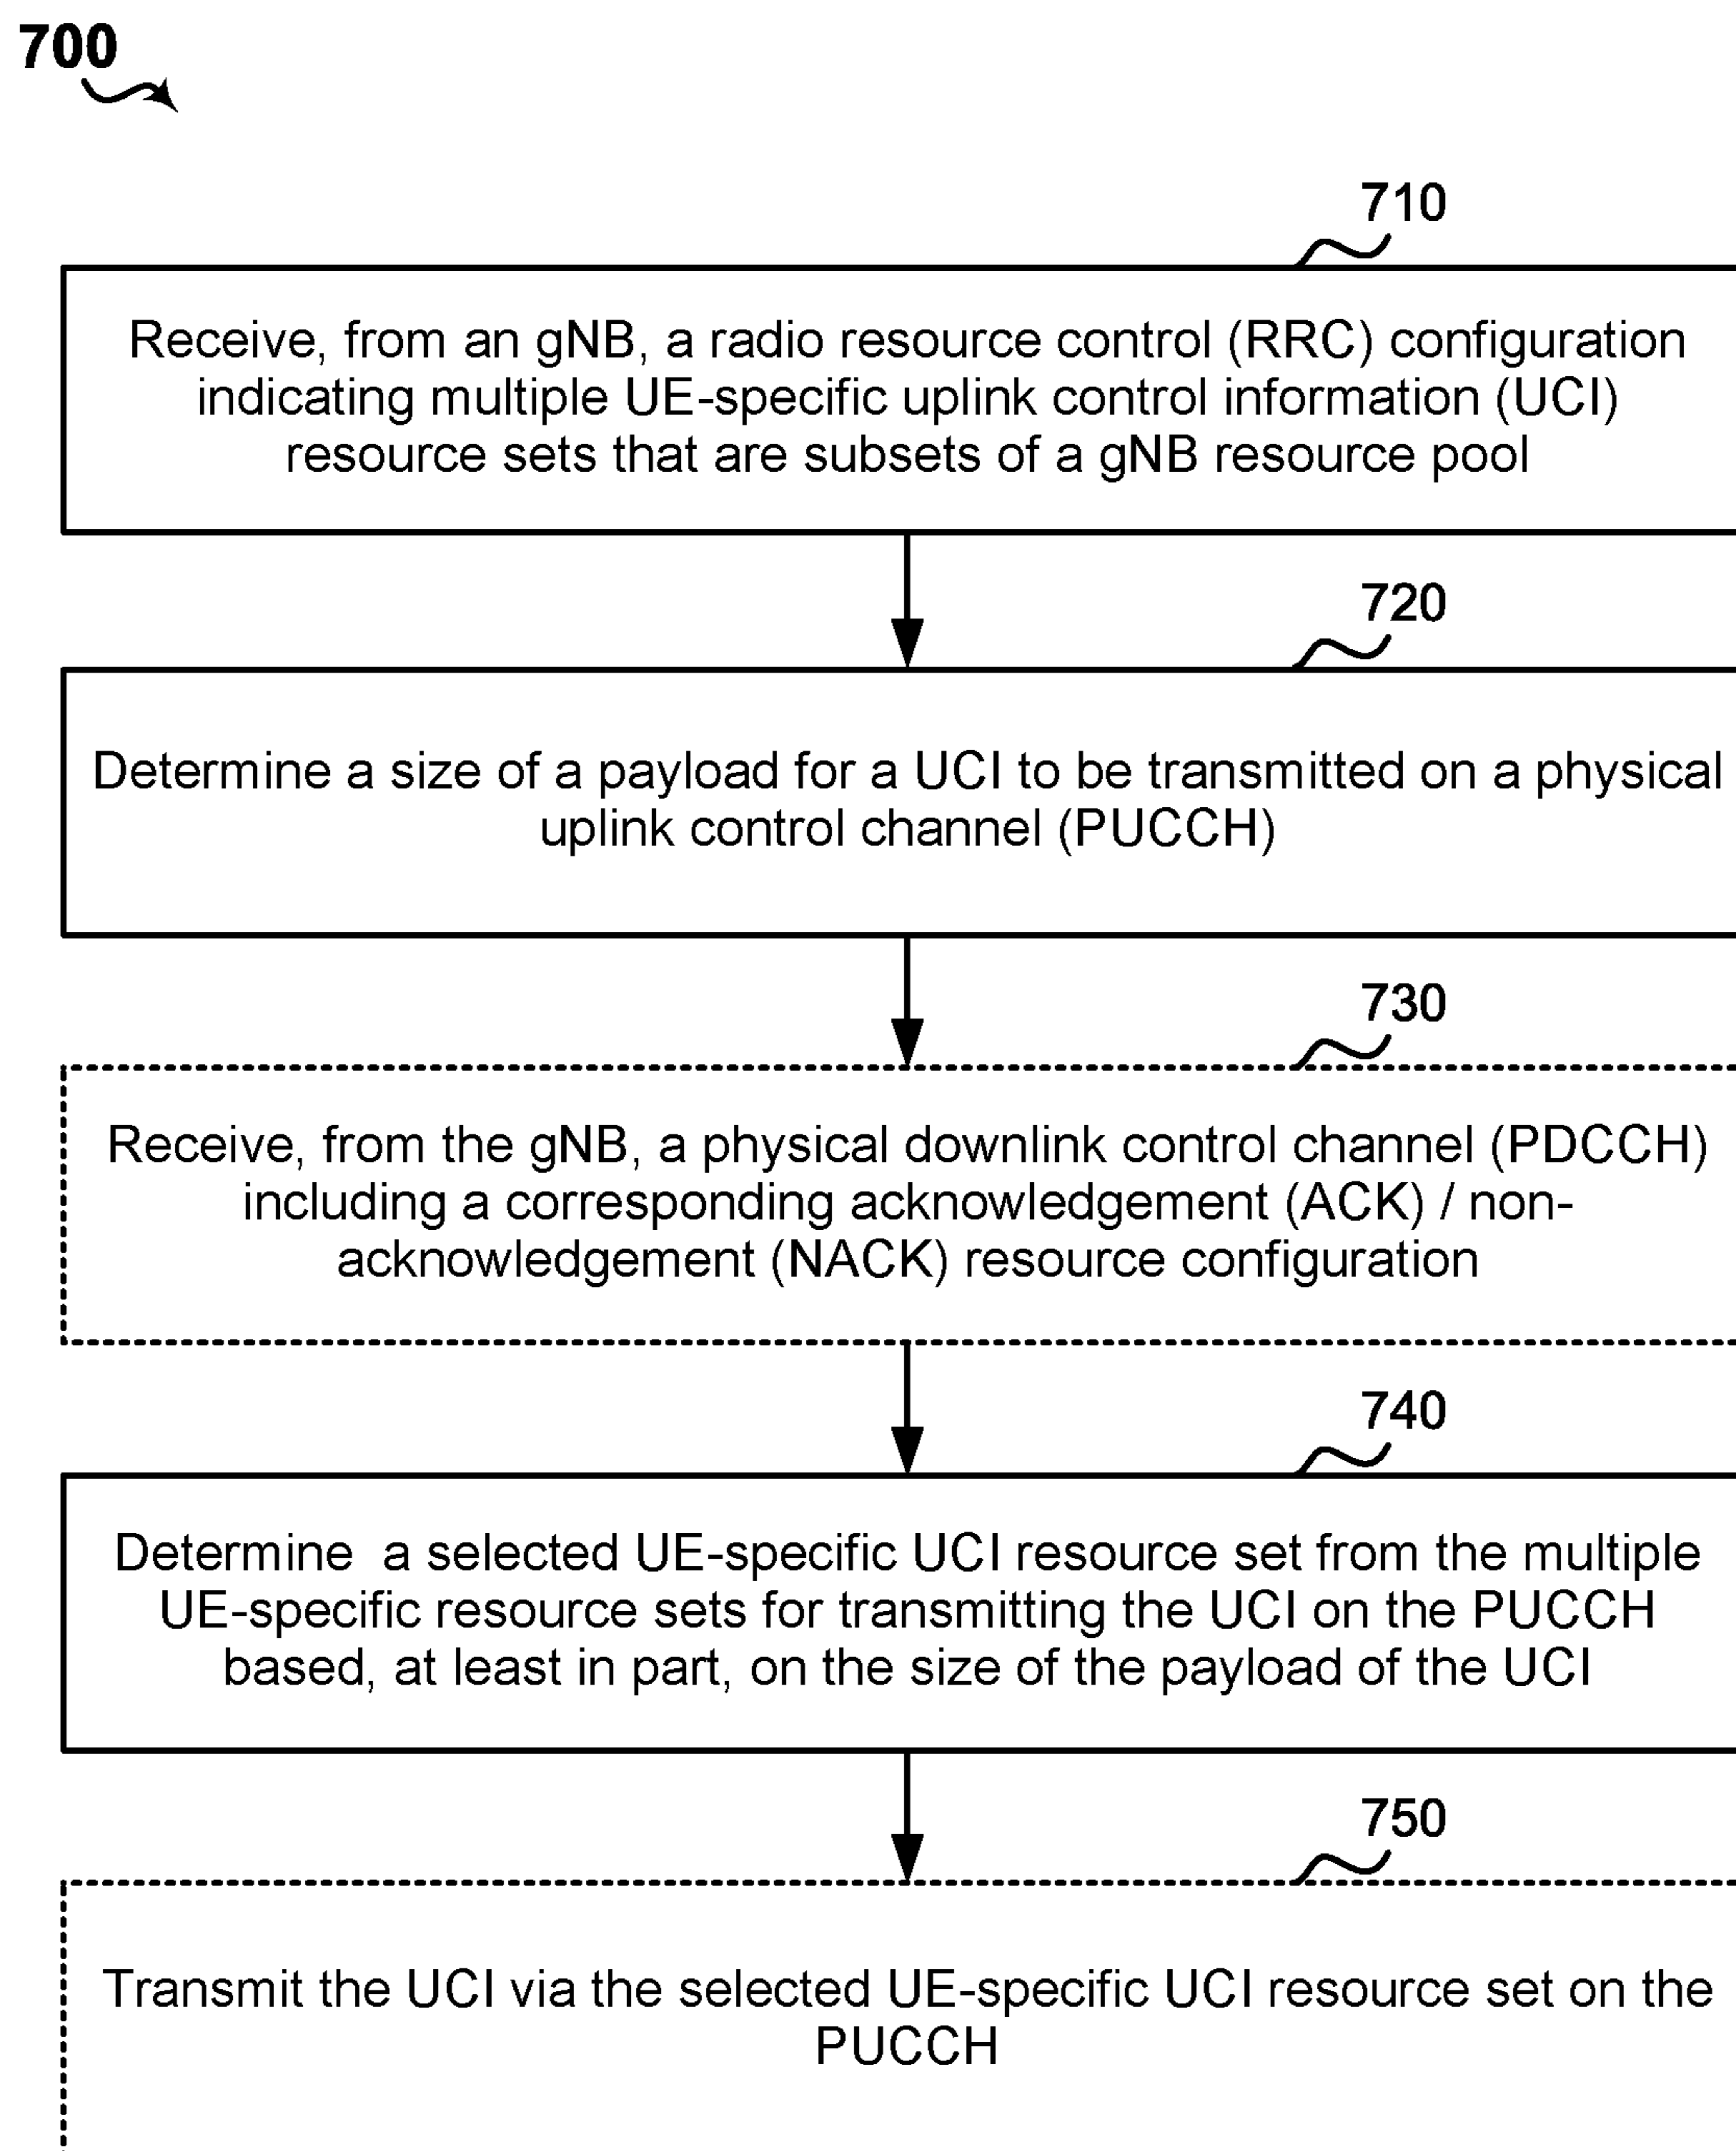 700
710
Receive, from an gNB, a radio resource control (RRC) configuration
indicating multiple UE-specific uplink control information (UCI)
resource sets that are subsets of a gNB resource pool
720
Determine a size of a payload for a UCI to be transmitted on a physical
uplink control channel (PUCCH)
730
Receive, from the gNB, a physical downlink control channel (PDCCH)
including a corresponding acknowledgement (ACK) / non-
acknowledgement (NACK) resource configuration
740
Determine a selected UE-specific UCI resource set from the multiple
UE-specific resource sets for transmitting the UCI on the PUCCH
based, at least in part, on the size of the payload of the UCI
750
Transmit the UCI via the selected UE-specific UCI resource set on the
PUCCH